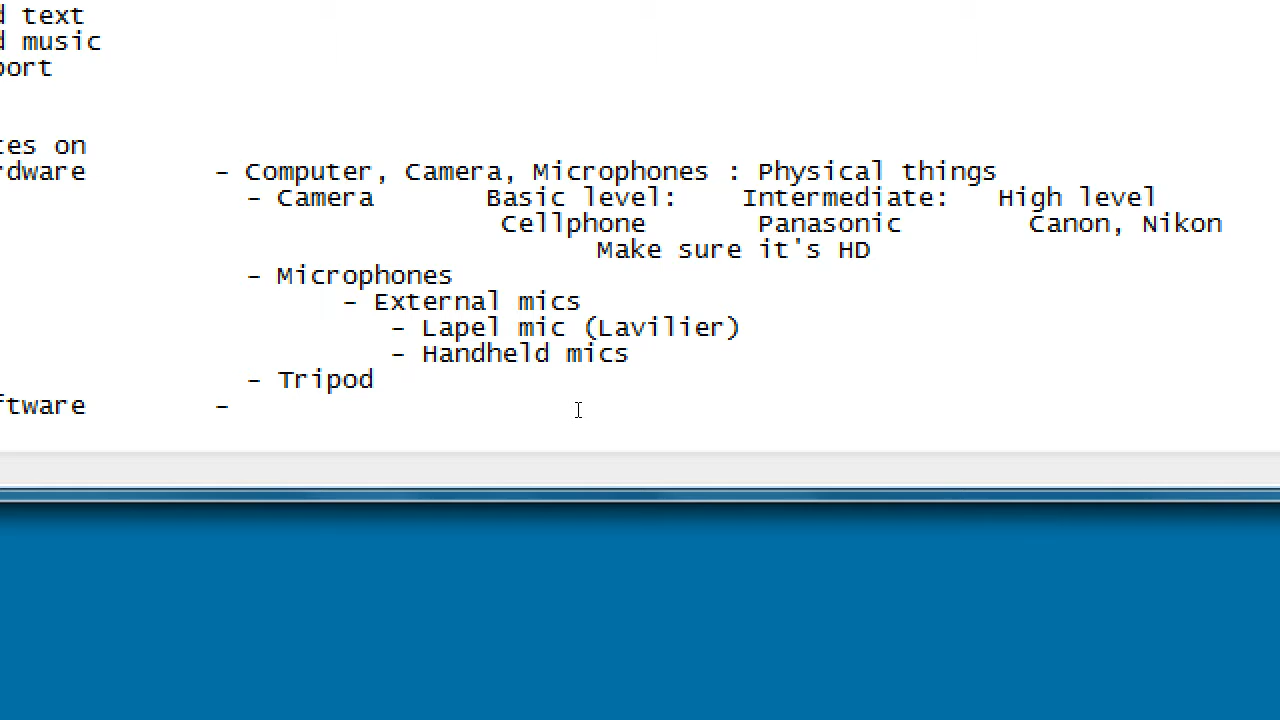 d text
d music
port
tes on
rdware - Computer, Camera, Microphones : Physical things
- Camera Basic level: Intermediate: High level
Cellphone Panasonic Canon, Nikon
Make sure it's HD
- Microphones
- External mics
- Lapel mic (Lavilier)
- Handheld mics
- Tripod
ftware -